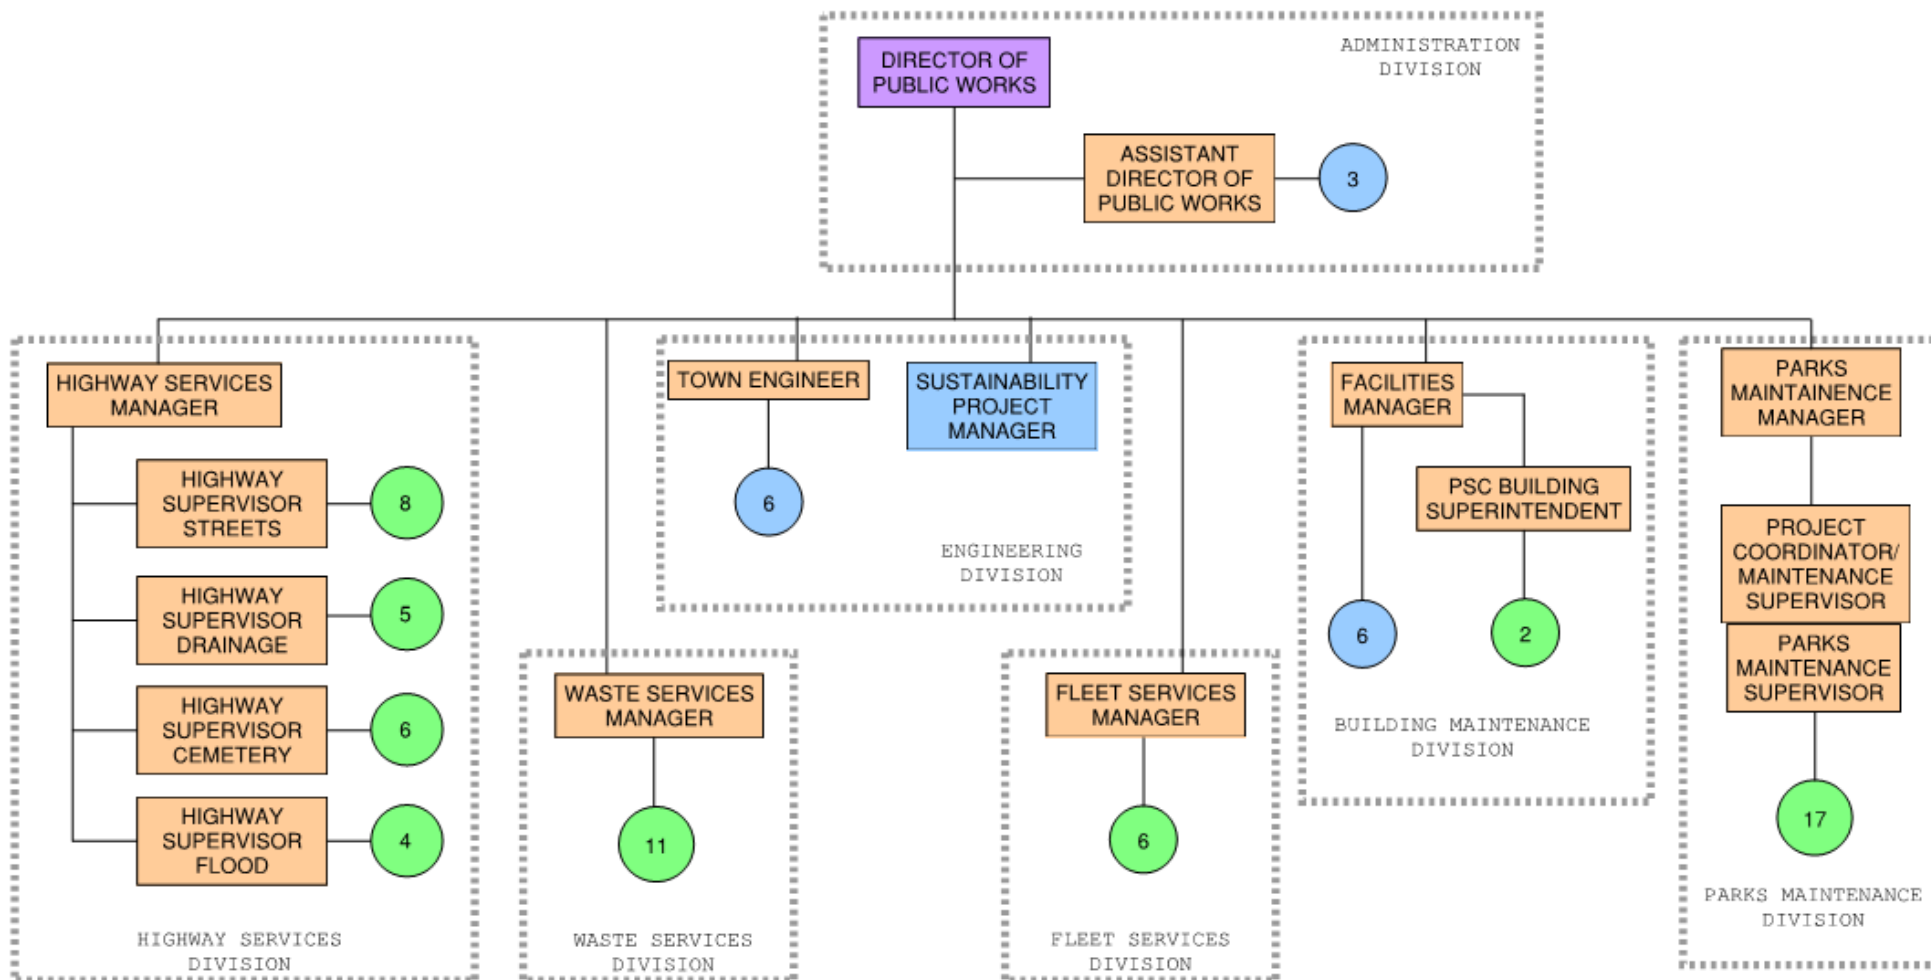 ADMINISTRATION
DIVISION
DIRECTOR OF
PUBLIC WORKS
ASSISTANT
DIRECTOR OF
PUBLIC WORKS
3
HIGHWAY SERVICES
MANAGER
HIGHWAY
SUPERVISOR
STREETS
8
HIGHWAY
SUPERVISOR
DRAINAGE
5
HIGHWAY
SUPERVISOR
CEMETERY
6
HIGHWAY
SUPERVISOR
FLOOD
4
HIGHWAY SERVICES
DIVISION
WASTE SERVICES
MANAGER
11
WASTE SERVICES
DIVISION
TOWN ENGINEER
6
SUSTAINABILITY
PROJECT
MANAGER
ENGINEERING
DIVISION
FLEET SERVICES
MANAGER
6
FLEET SERVICES
DIVISION
FACILITIES
MANAGER
PSC BUILDING
SUPERINTENDENT
6
2
BUILDING MAINTENANCE
DIVISION
PARKS
MAINTAINENCE
MANAGER
PROJECT
COORDINATOR/
MAINTENANCE
SUPERVISOR
PARKS
MAINTENANCE
SUPERVISOR
17
PARKS MAINTENANCE
DIVISION